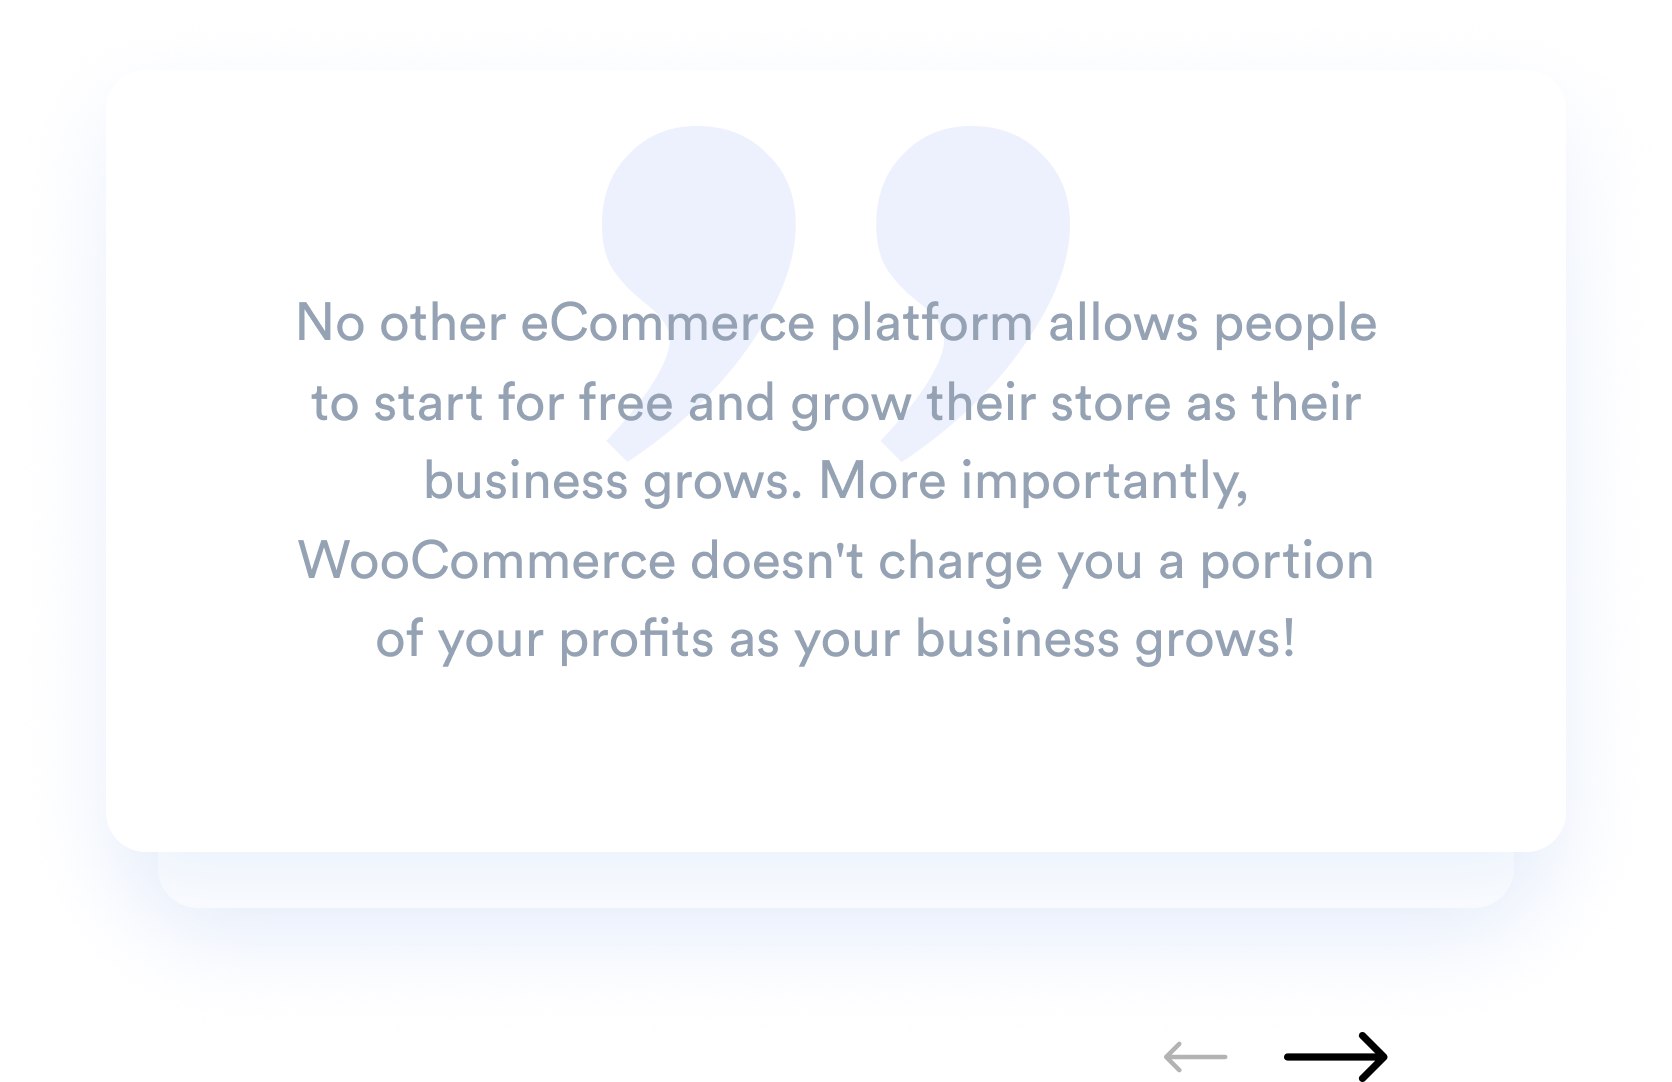 No other eCommerce platform allows people
to start for free and grow their store as their
business grows. More importantly,
WooCommerce doesn't charge you a portion
of your profits as your business grows!